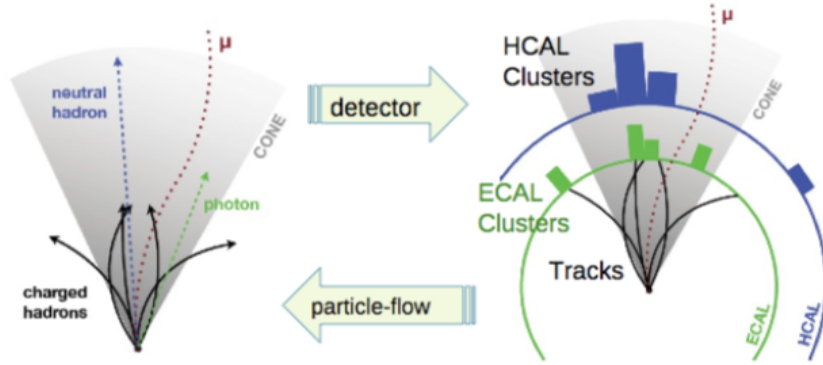 μ
neutral
hadron
CONE
photon
charged
hadrons
detector
particle-flow
HCAL
Clusters
μ
CONE
ECAL
Clusters
Tracks
ECAL
HCAL